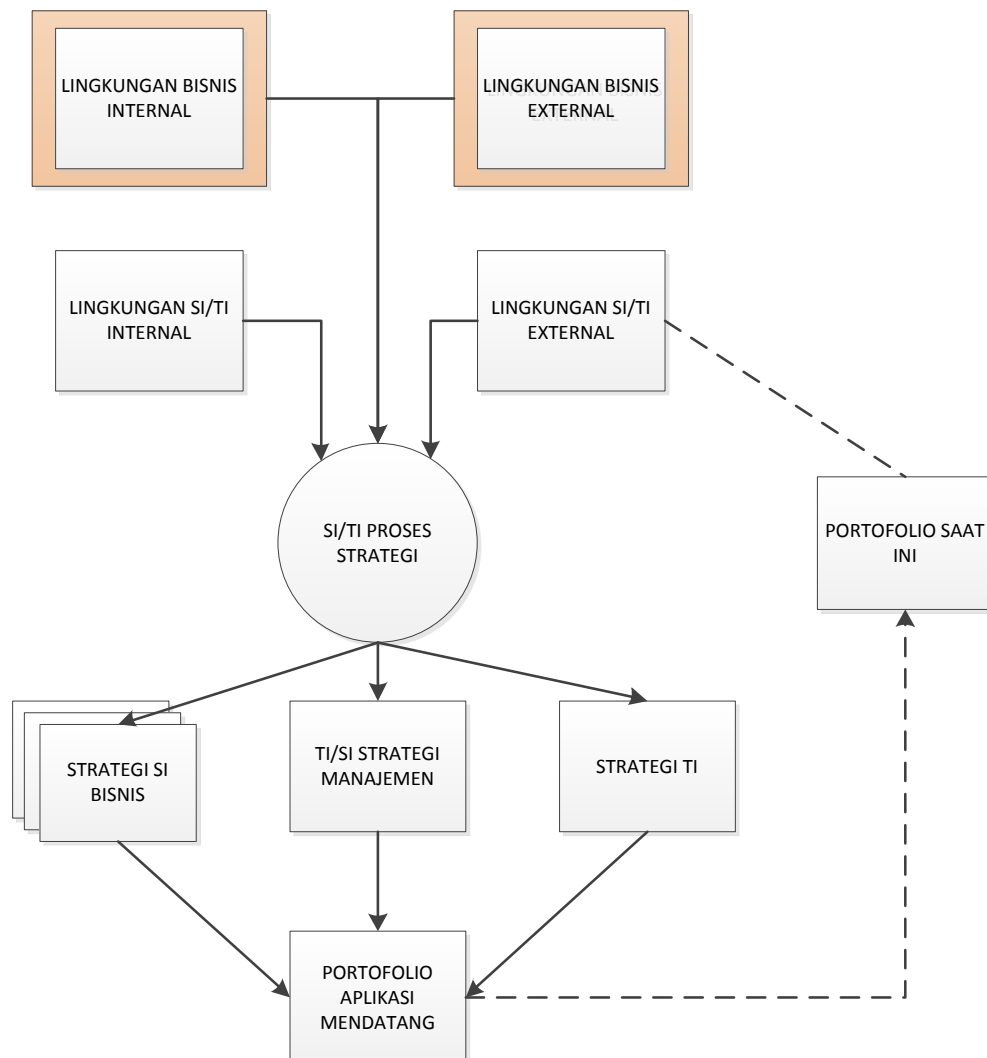 LINGKUNGAN BISNIS
INTERNAL
LINGKUNGAN BISNIS
EXTERNAL
LINGKUNGAN SI/TI
INTERNAL
LINGKUNGAN SI/TI
EXTERNAL
SI/TI PROSES
STRATEGI
PORTOFOLIO SAAT
INI
STRATEGI SI
BISNIS
TI/SI STRATEGI
MANAJEMEN
STRATEGI TI
PORTOFOLIO
APLIKASI
MENDATANG